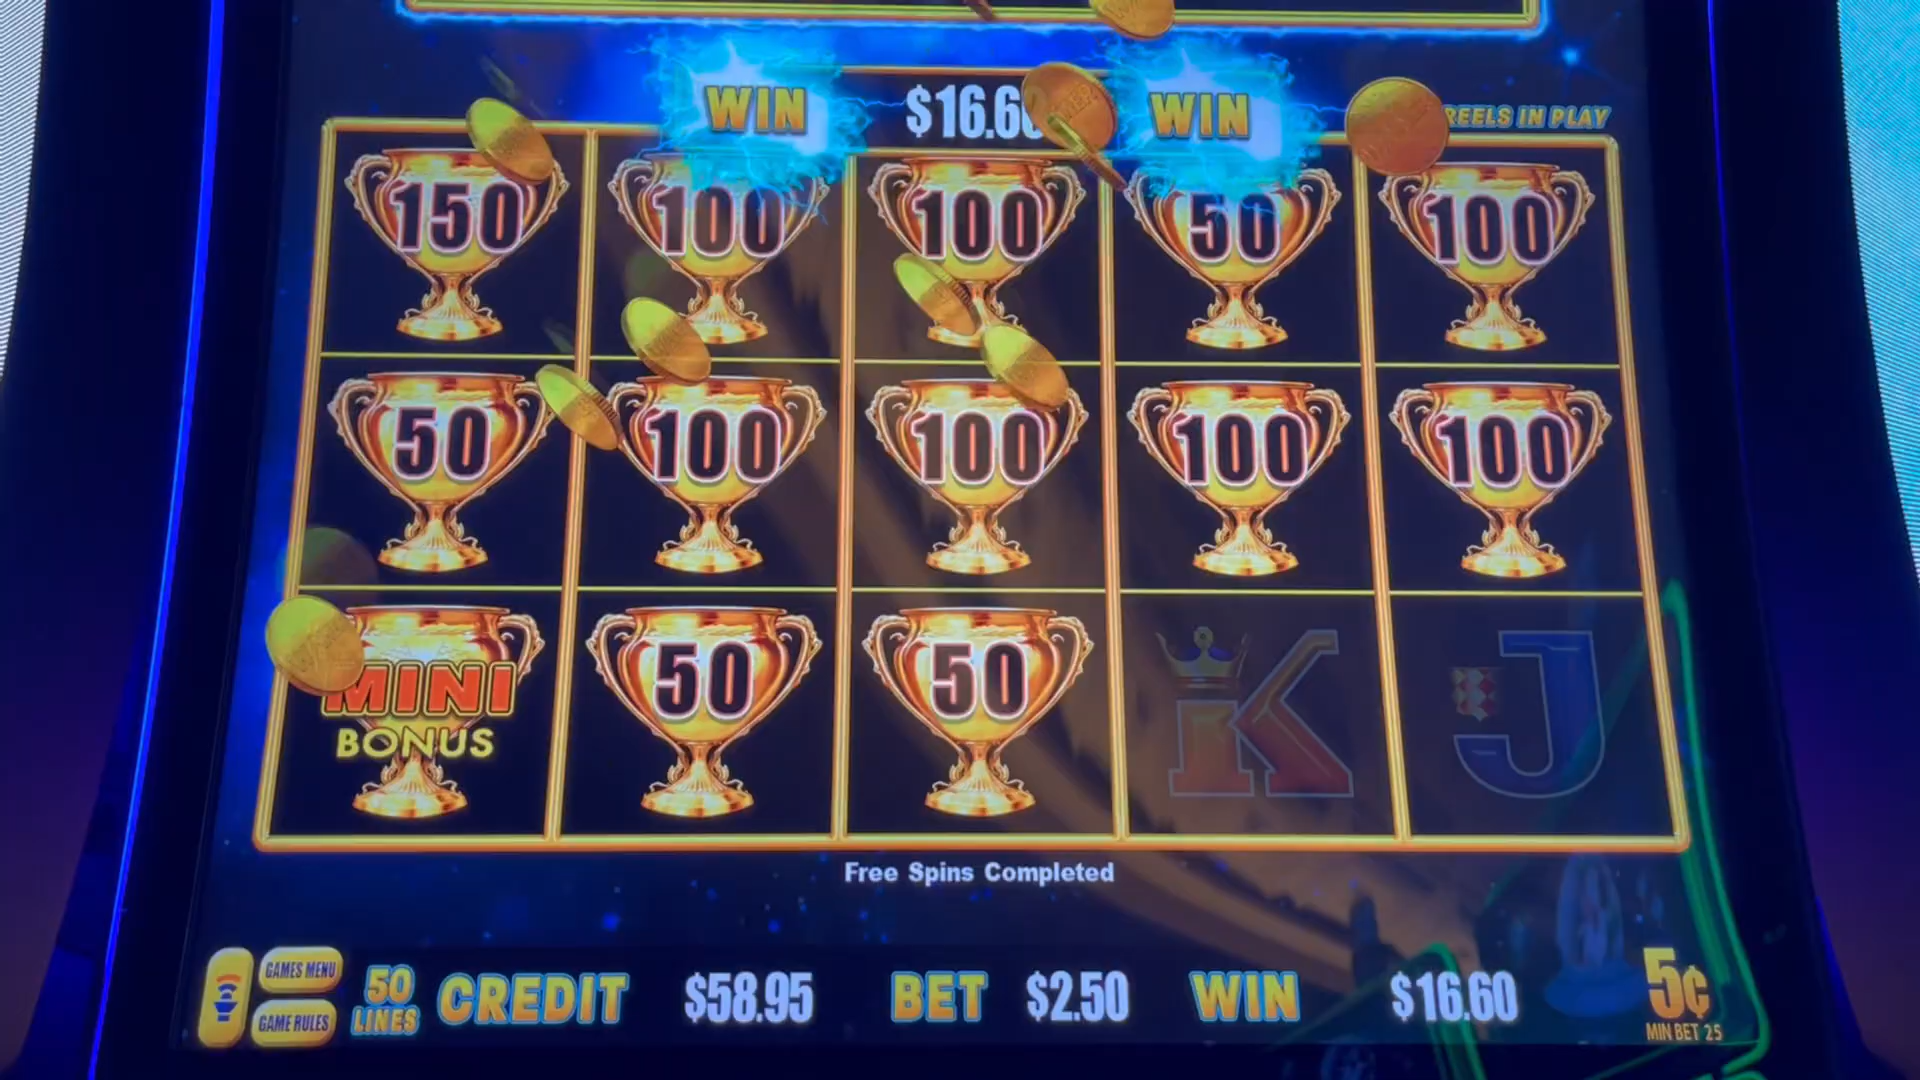 WIN $16.60 WIN
REELS IN PLAY
150 100 100 50 100
50 100 100 100 100
MINI 50 50 K J
BONUS
Free Spins Completed
GAMES MENU
GAME RULES
50 LINES
CREDIT $58.95 BET $2.50 WIN $16.60 5¢
MIN BET 25